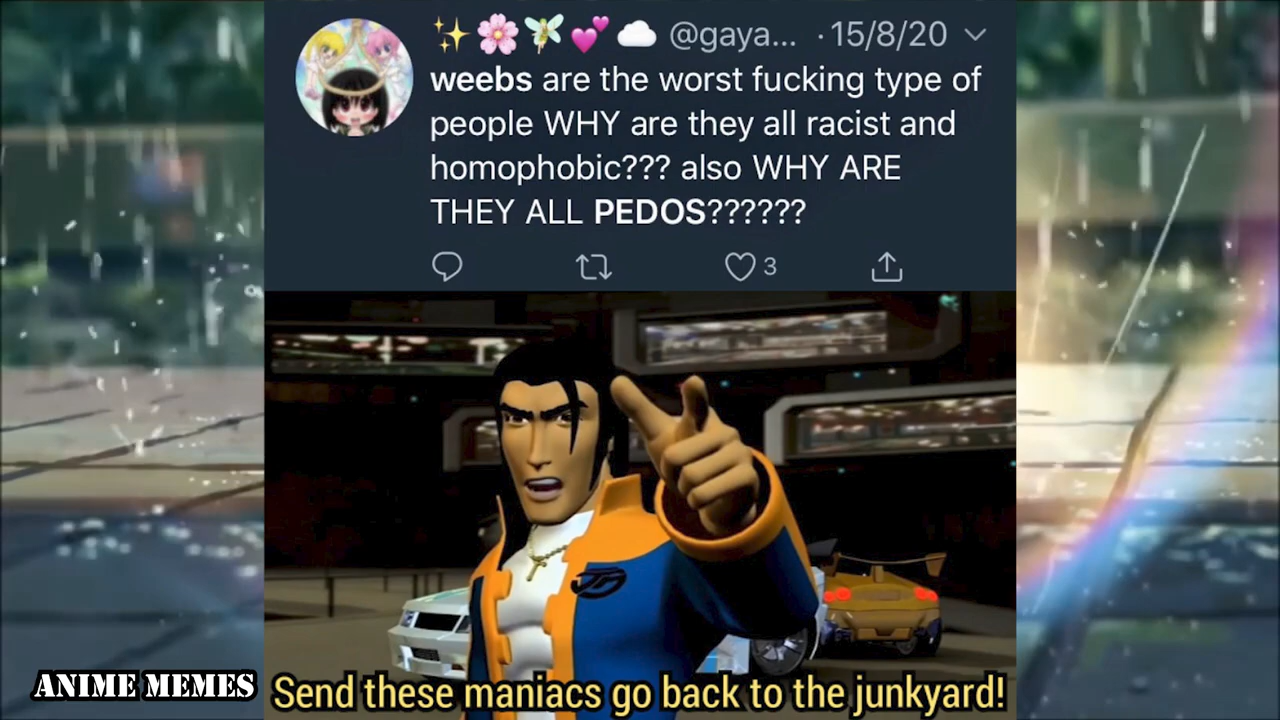 ✨🌸🧚💕☁️ @gaya... · 15/8/20
weebs are the worst fucking type of
people WHY are they all racist and
homophobic??? also WHY ARE
THEY ALL PEDOS??????
3
ANIME MEMES
Send these maniacs go back to the junkyard!